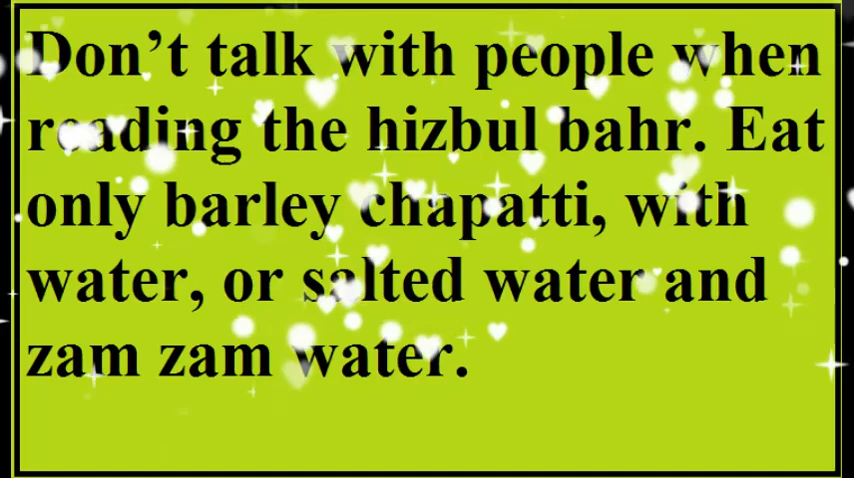 Don’t talk with people when
reading the hizbul bahr. Eat
only barley chapatti, with
water, or salted water and
zam zam water.